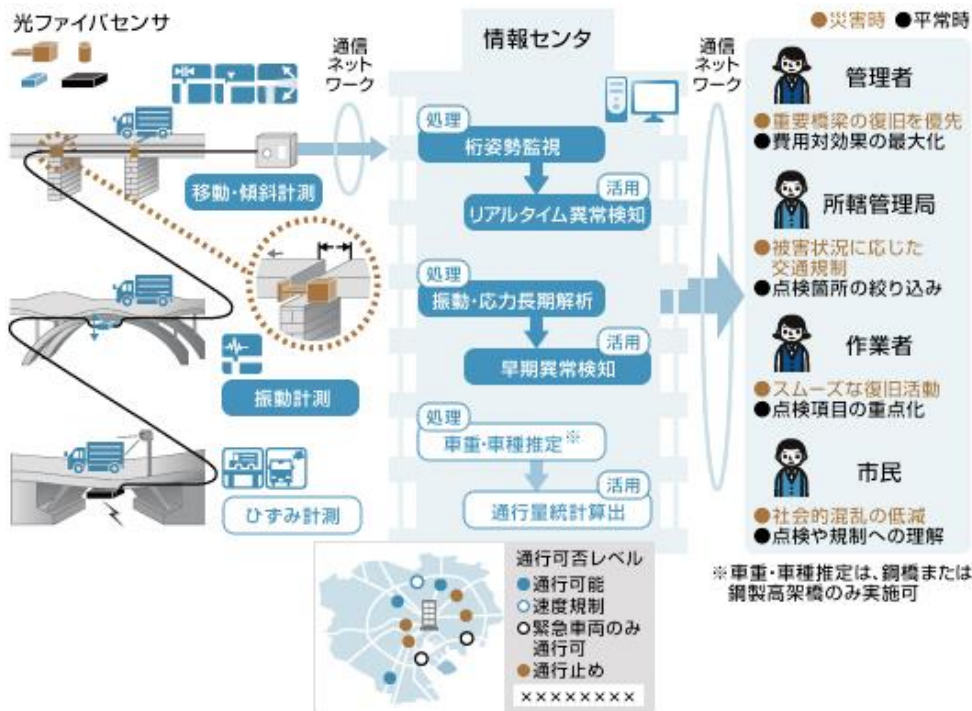 光ファイバセンサ
通信
ネット
ワーク
情報センタ
通信
ネット
ワーク
●災害時 ●平常時
移動・傾斜計測
振動計測
ひずみ計測
処理
桁姿勢監視
活用
リアルタイム異常検知
処理
振動・応力長期解析
活用
早期異常検知
処理
車重・車種推定※
活用
通行量統計算出
管理者
●重要橋梁の復旧を優先
●費用対効果の最大化
所轄管理局
●被害状況に応じた
交通規制
●点検箇所の絞り込み
作業者
●スムーズな復旧活動
●点検項目の重点化
市民
●社会的混乱の低減
●点検や規制への理解
※車重・車種推定は、鋼橋または
鋼製高架橋のみ実施可
通行可否レベル
●通行可能
○速度規制
○緊急車両のみ
通行可
●通行止め
××××××××